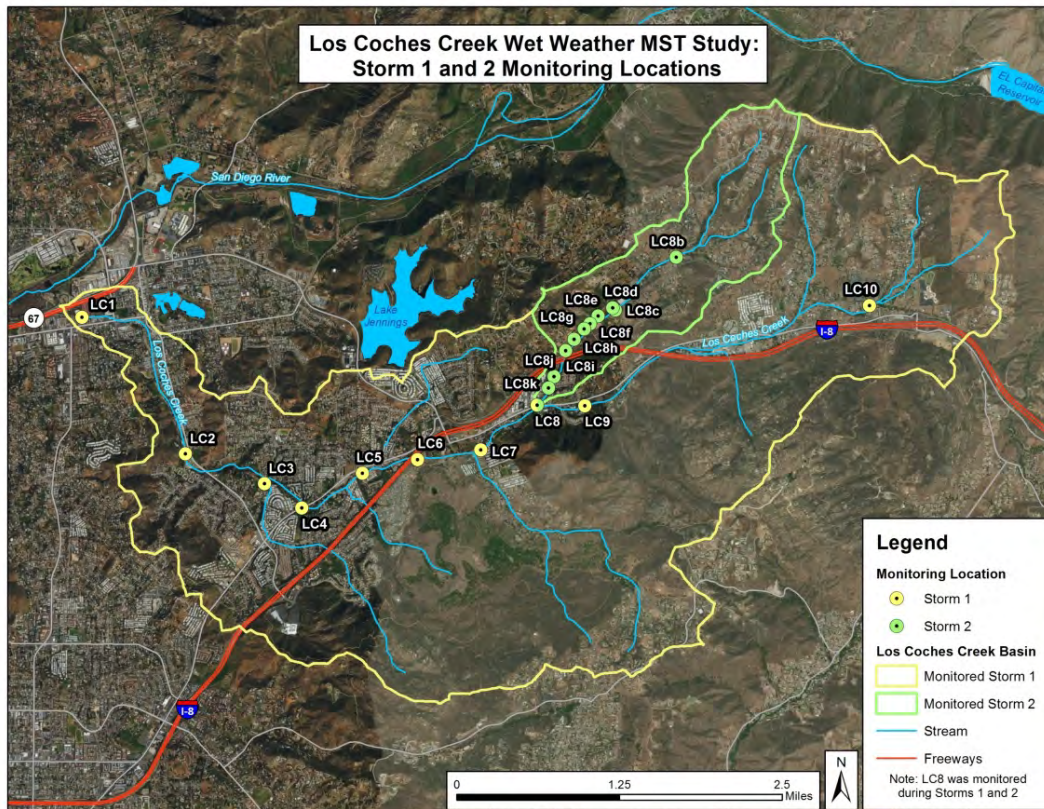 Los Coches Creek Wet Weather MST Study:
Storm 1 and 2 Monitoring Locations
EL Capitan
Reservoir
San Diego River
LC8b
LC8d
LC8e
LC8c
LC10
LC8g
LC1
67
Lake
Jennings
LC8f
Los Coches Creek
I-8
LC8h
LC8j
LC8i
Los Coches Creek
LC8k
LC8
LC9
LC2
LC6
LC7
LC5
LC3
LC4
I-8
Legend
Monitoring Location
Storm 1
Storm 2
Los Coches Creek Basin
Monitored Storm 1
Monitored Storm 2
Stream
Freeways
Note: LC8 was monitored
during Storms 1 and 2
N
0
1.25
2.5
Miles